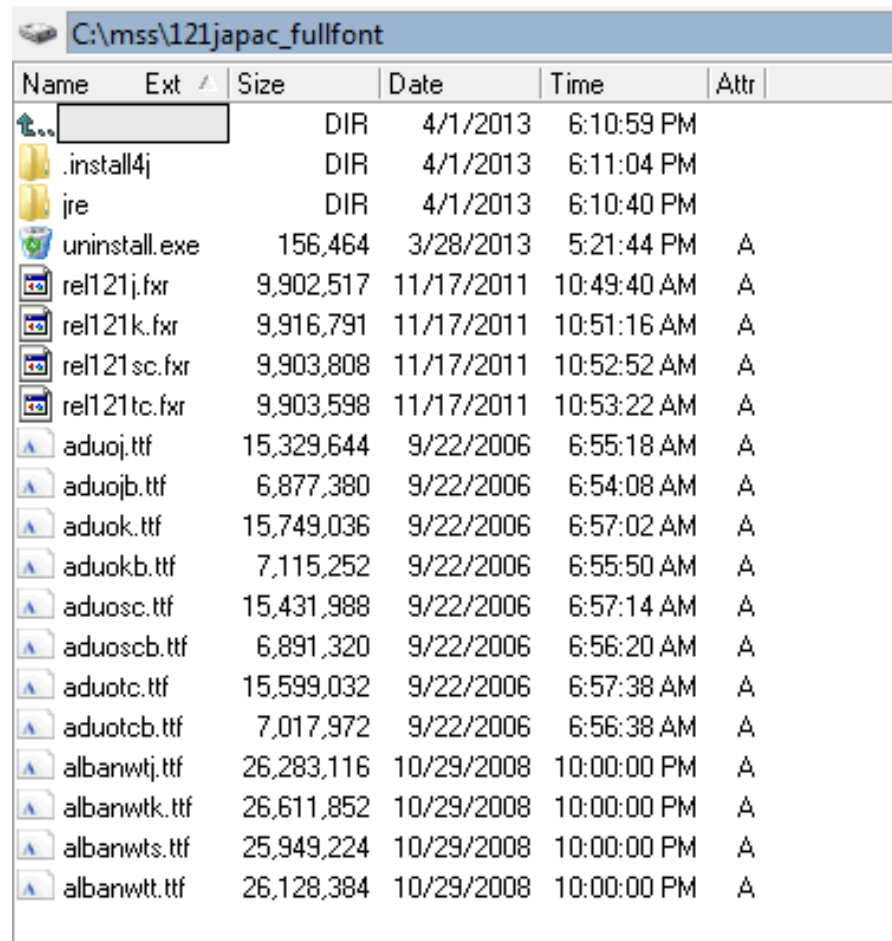 C:\mss\121japac_fullfont
Name Ext Size Date Time Attr
.. DIR 4/1/2013 6:10:59 PM
.install4j DIR 4/1/2013 6:11:04 PM
jre DIR 4/1/2013 6:10:40 PM
uninstall.exe 156,464 3/28/2013 5:21:44 PM A
rel121j.fxr 9,902,517 11/17/2011 10:49:40 AM A
rel121k.fxr 9,916,791 11/17/2011 10:51:16 AM A
rel121sc.fxr 9,903,808 11/17/2011 10:52:52 AM A
rel121tc.fxr 9,903,598 11/17/2011 10:53:22 AM A
aduoj.ttf 15,329,644 9/22/2006 6:55:18 AM A
aduojb.ttf 6,877,380 9/22/2006 6:54:08 AM A
aduok.ttf 15,749,036 9/22/2006 6:57:02 AM A
aduokb.ttf 7,115,252 9/22/2006 6:55:50 AM A
aduosc.ttf 15,431,988 9/22/2006 6:57:14 AM A
aduoscb.ttf 6,891,320 9/22/2006 6:56:20 AM A
aduotc.ttf 15,599,032 9/22/2006 6:57:38 AM A
aduotcb.ttf 7,017,972 9/22/2006 6:56:38 AM A
albanwtj.ttf 26,283,116 10/29/2008 10:00:00 PM A
albanwtk.ttf 26,611,852 10/29/2008 10:00:00 PM A
albanwts.ttf 25,949,224 10/29/2008 10:00:00 PM A
albanwtt.ttf 26,128,384 10/29/2008 10:00:00 PM A